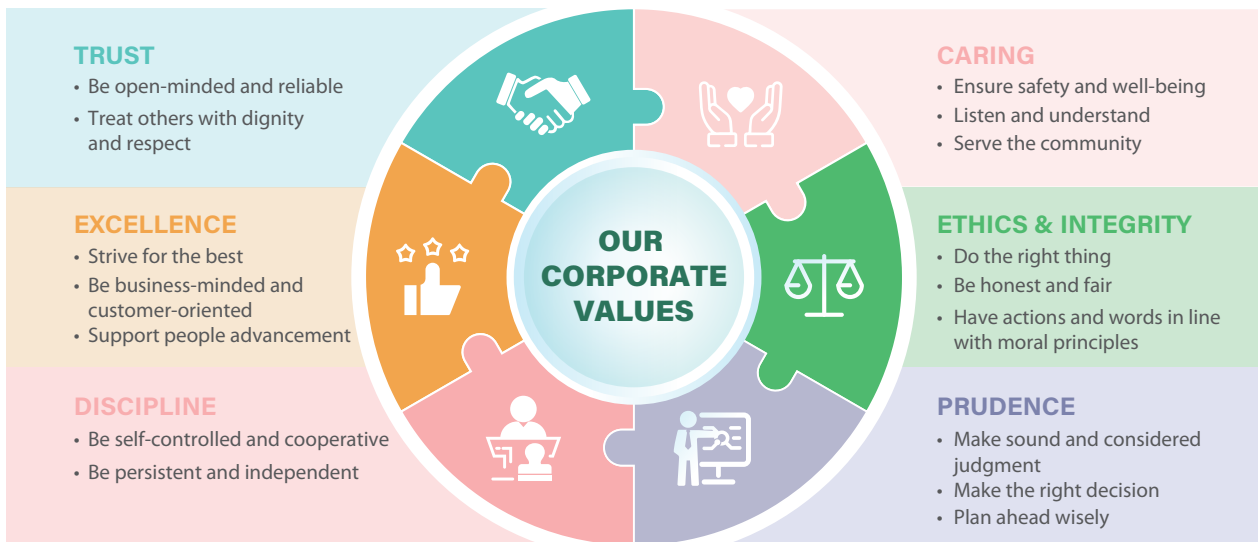 TRUST
• Be open-minded and reliable
• Treat others with dignity
and respect
EXCELLENCE
• Strive for the best
• Be business-minded and
customer-oriented
• Support people advancement
DISCIPLINE
• Be self-controlled and cooperative
• Be persistent and independent
OUR
CORPORATE
VALUES
CARING
• Ensure safety and well-being
• Listen and understand
• Serve the community
ETHICS & INTEGRITY
• Do the right thing
• Be honest and fair
• Have actions and words in line
with moral principles
PRUDENCE
• Make sound and considered
judgment
• Make the right decision
• Plan ahead wisely